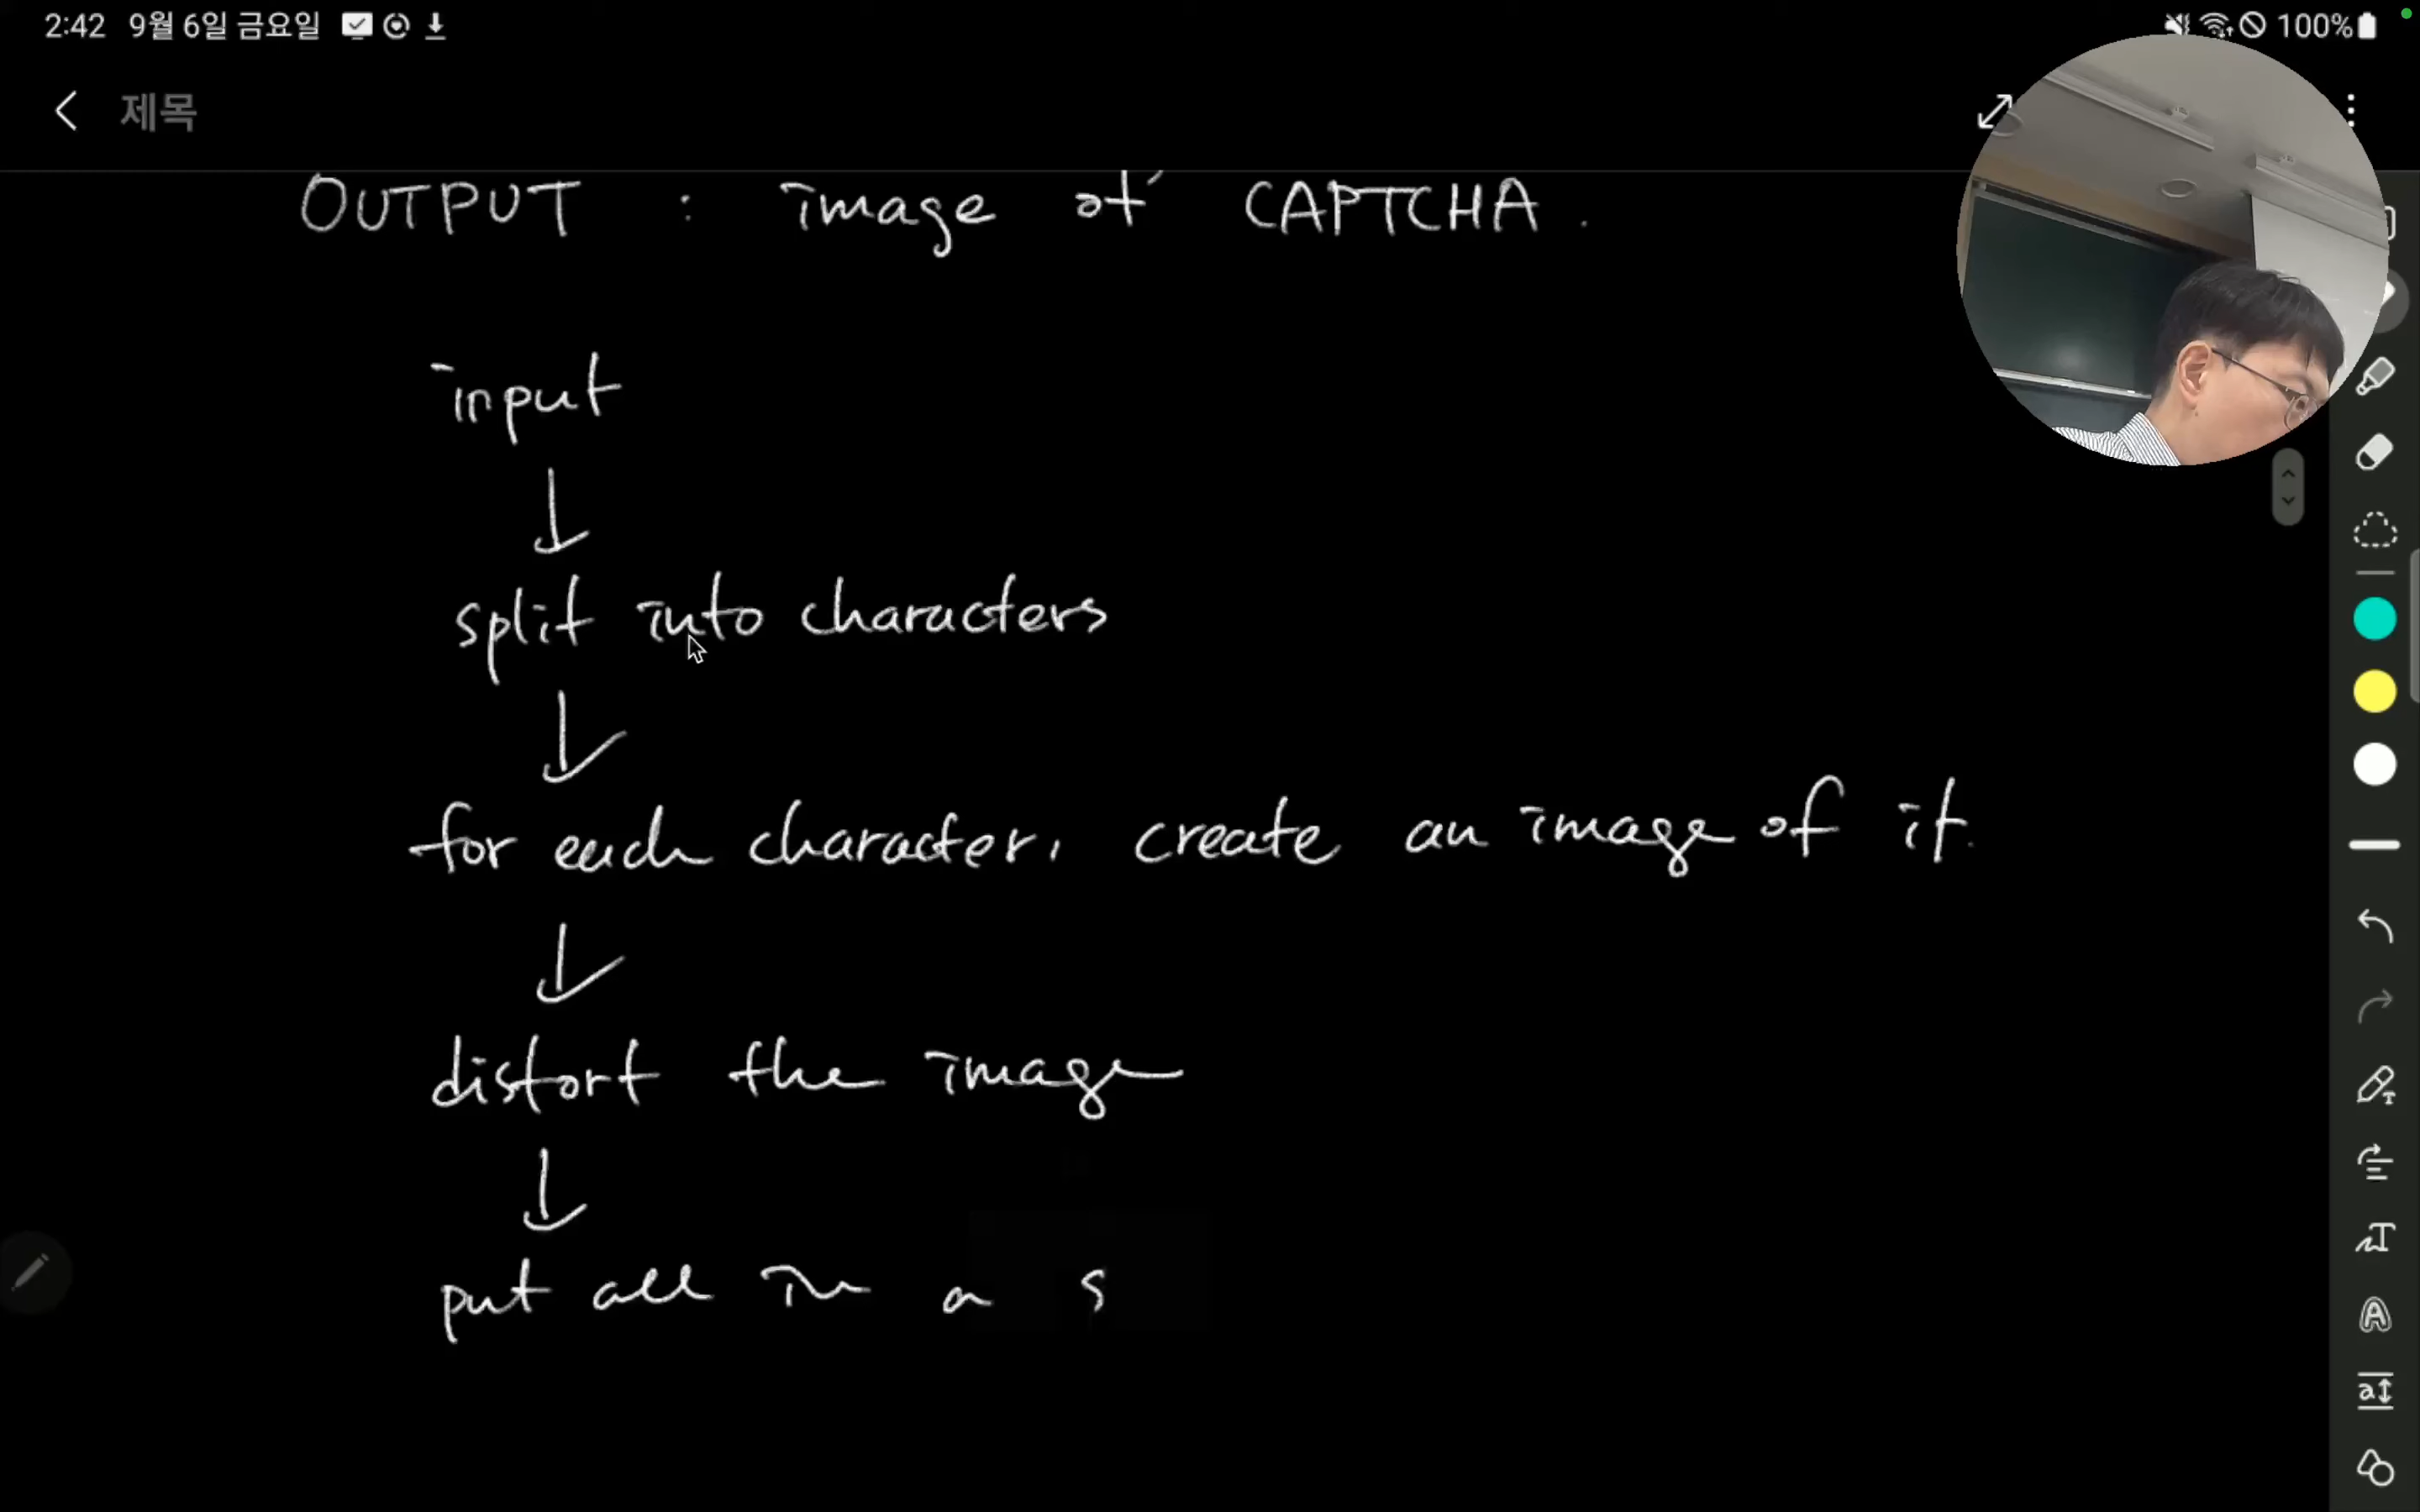 2:42 9월 6일 금요일 100%
제목
OUTPUT : image of CAPTCHA.
input
↓
split into characters
↓
for each character, create an image of it.
↓
distort the image
↓
put all in a s